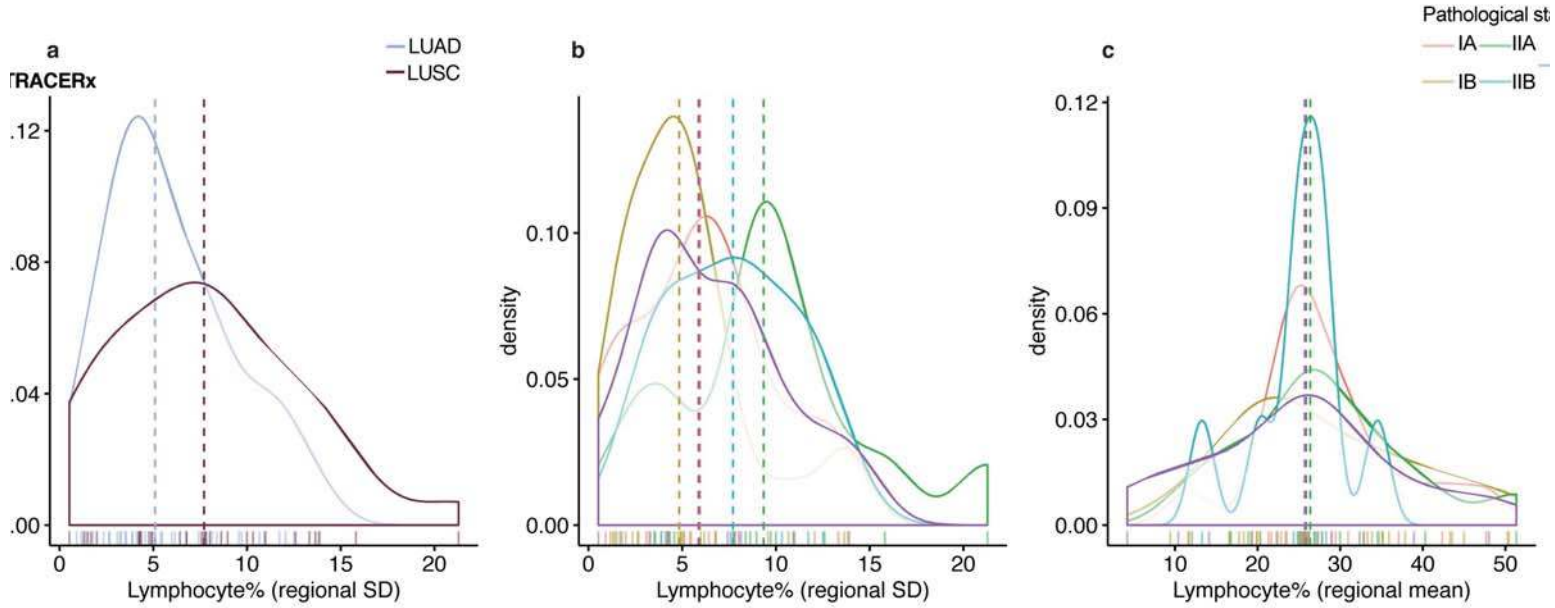 a
LUAD
LUSC
TRACERx
.12
.08
.04
.00
0 5 10 15 20
Lymphocyte% (regional SD)
b
density
0.10
0.05
0.00
0 5 10 15 20
Lymphocyte% (regional SD)
c
Pathological sta
IA IIA
IB IIB
density
0.12
0.09
0.06
0.03
0.00
10 20 30 40 50
Lymphocyte% (regional mean)